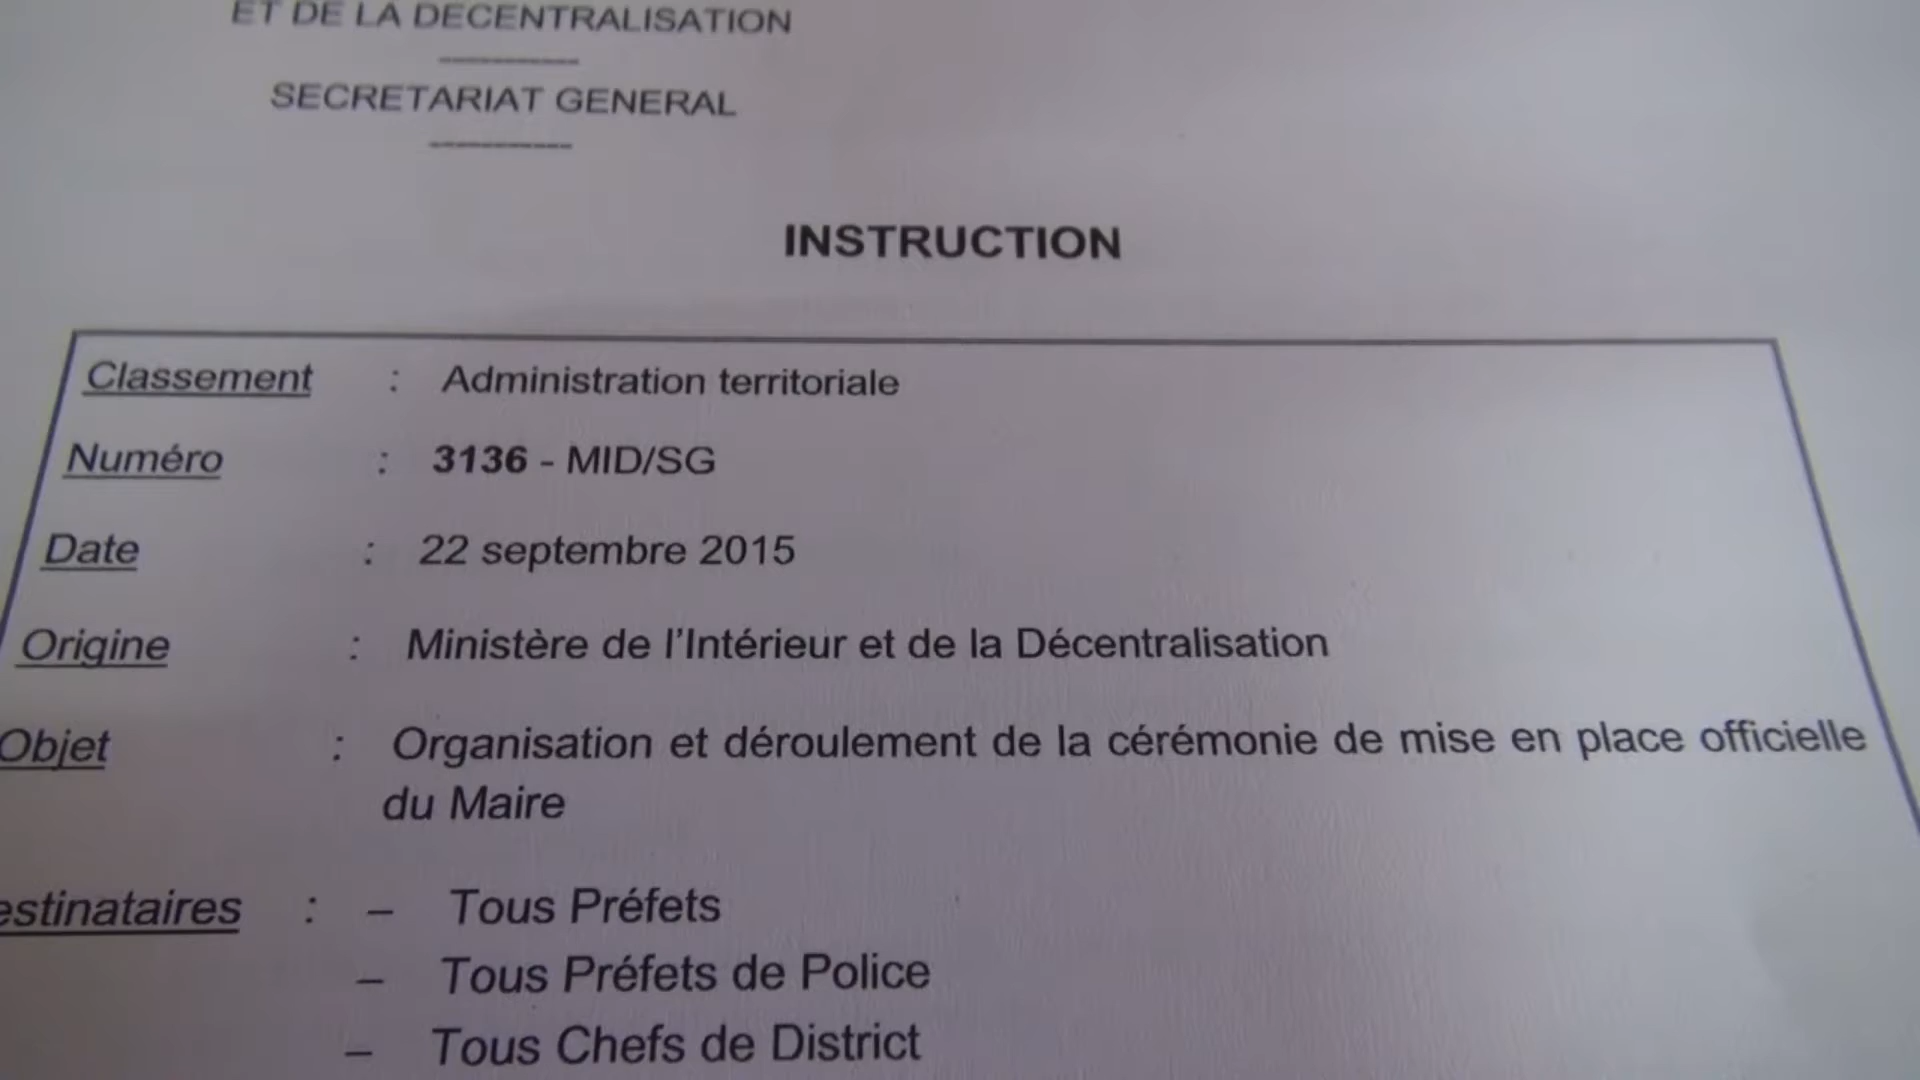 ET DE LA DECENTRALISATION
-----------
SECRETARIAT GENERAL
-----------
INSTRUCTION
Classement : Administration territoriale
Numéro : 3136 - MID/SG
Date : 22 septembre 2015
Origine : Ministère de l'Intérieur et de la Décentralisation
Objet : Organisation et déroulement de la cérémonie de mise en place officielle
du Maire
estinataires : – Tous Préfets
– Tous Préfets de Police
– Tous Chefs de District